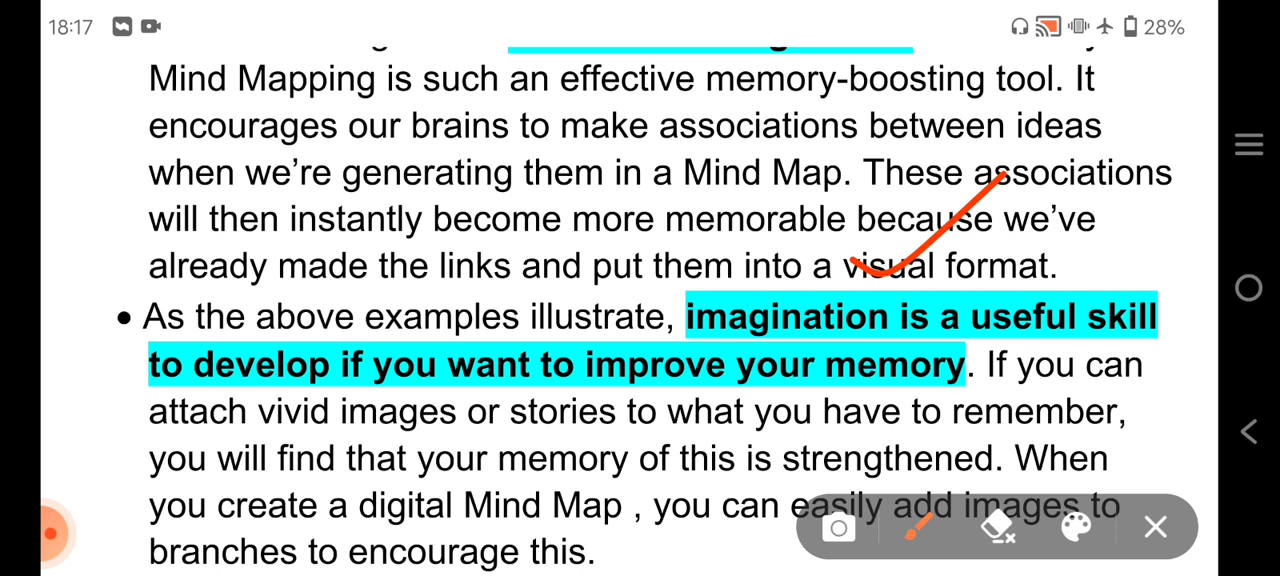 18:17
28%
Mind Mapping is such an effective memory-boosting tool. It
encourages our brains to make associations between ideas
when we’re generating them in a Mind Map. These associations
will then instantly become more memorable because we’ve
already made the links and put them into a visual format.
• As the above examples illustrate, imagination is a useful skill
to develop if you want to improve your memory. If you can
attach vivid images or stories to what you have to remember,
you will find that your memory of this is strengthened. When
you create a digital Mind Map , you can easily add images to
branches to encourage this.